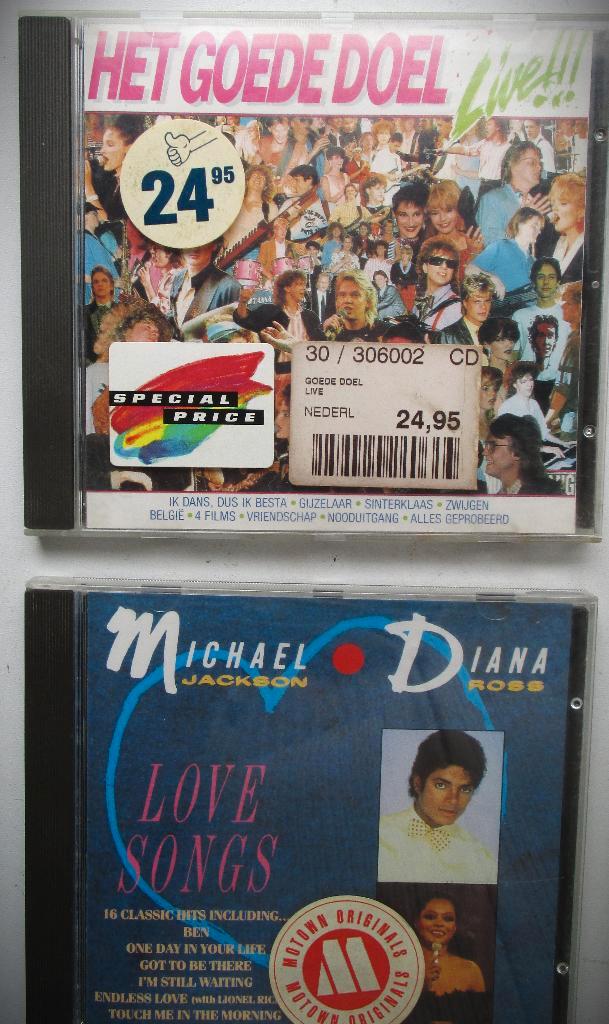 HET GOEDE DOEL Live!!!
24 95
SPECIAL
PRICE
30 / 306002 CD
GOEDE DOEL
LIVE
NEDERL 24,95
IK DANS, DUS IK BESTA • GIJZELAAR • SINTERKLAAS • ZWIJGEN
BELGIË • 4 FILMS • VRIENDSCHAP • NOODUITGANG • ALLES GEPROBEERD
MICHAEL • DIANA
JACKSON ROSS
LOVE
SONGS
16 CLASSIC HITS INCLUDING...
BEN
ONE DAY IN YOUR LIFE
GOT TO BE THERE
I'M STILL WAITING
ENDLESS LOVE (with LIONEL RIC
TOUCH ME IN THE MORNING
MOTOWN ORIGINALS
M
MOTOWN ORIGINALS